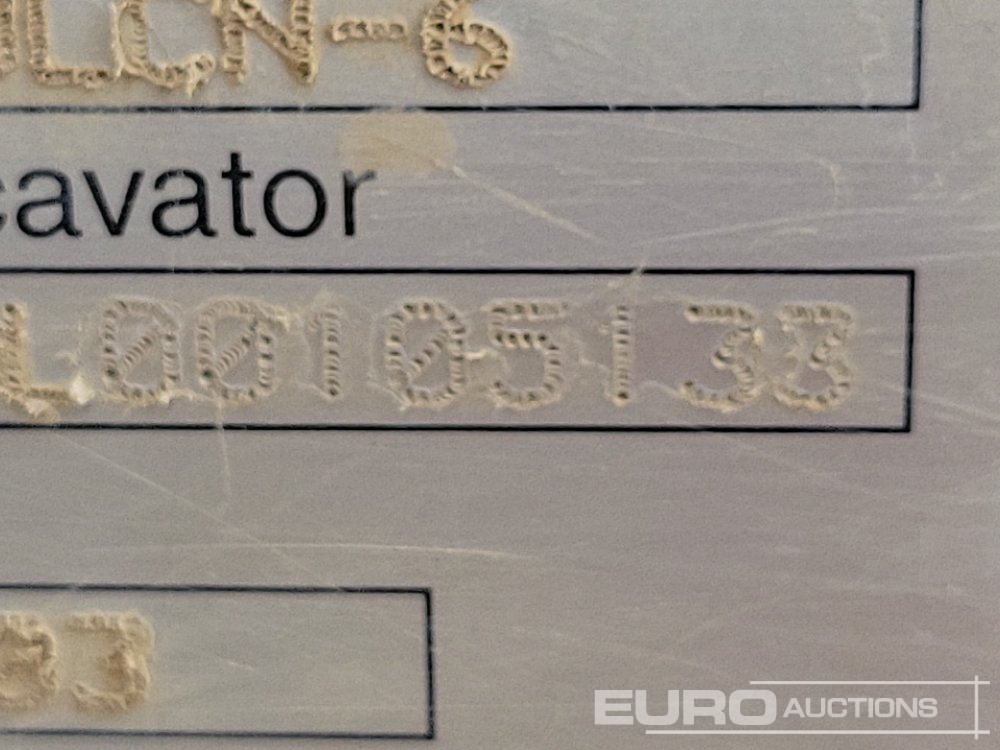 LCN-6
cavator
L00105133
EURO AUCTIONS